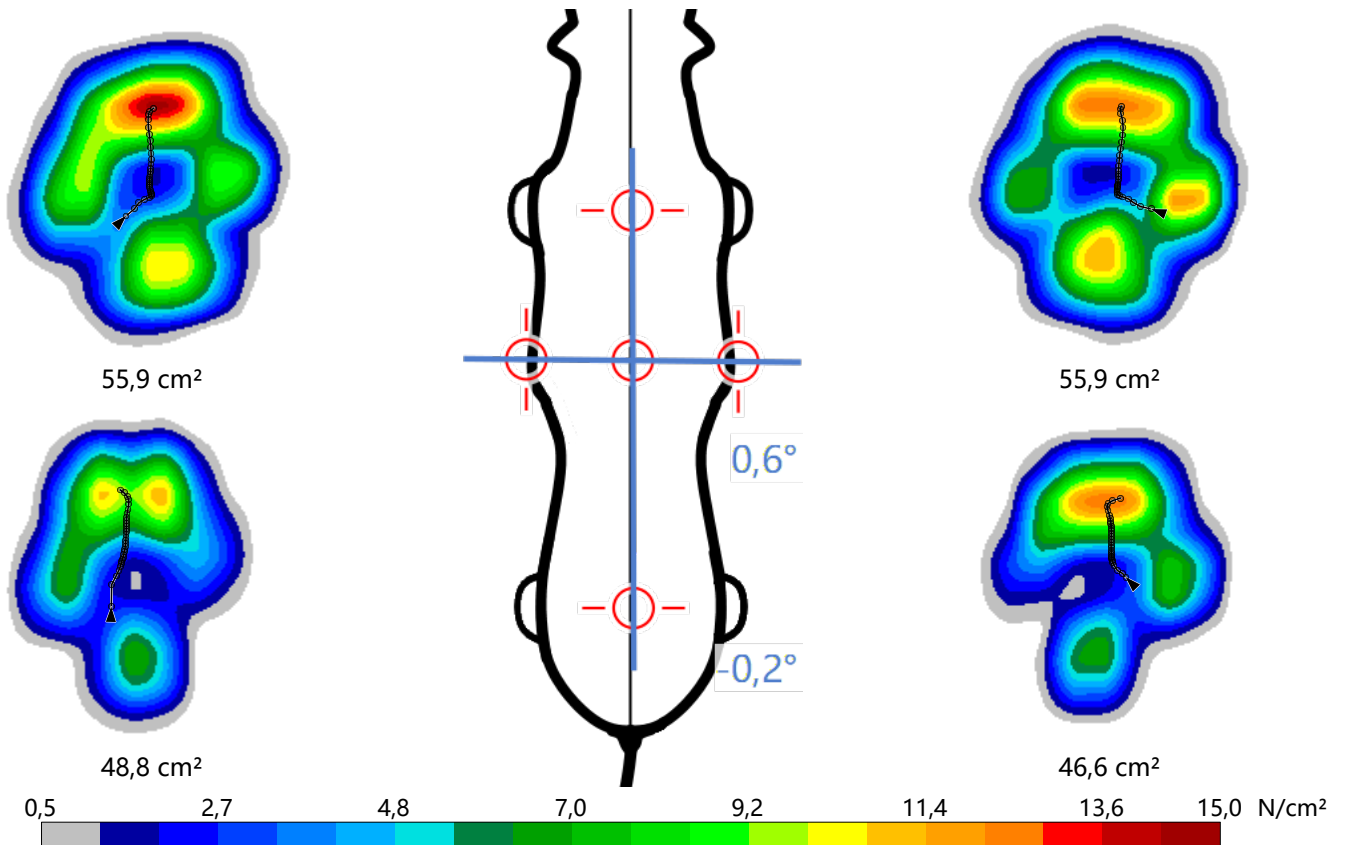 55,9 cm²
55,9 cm²
0,6°
-0,2°
48,8 cm²
46,6 cm²
0,5 2,7 4,8 7,0 9,2 11,4 13,6 15,0 N/cm²